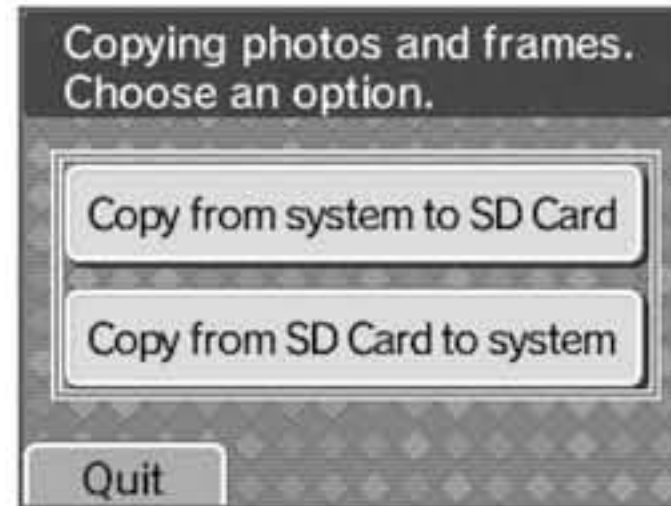 Copying photos and frames.
Choose an option.
Copy from system to SD Card
Copy from SD Card to system
Quit